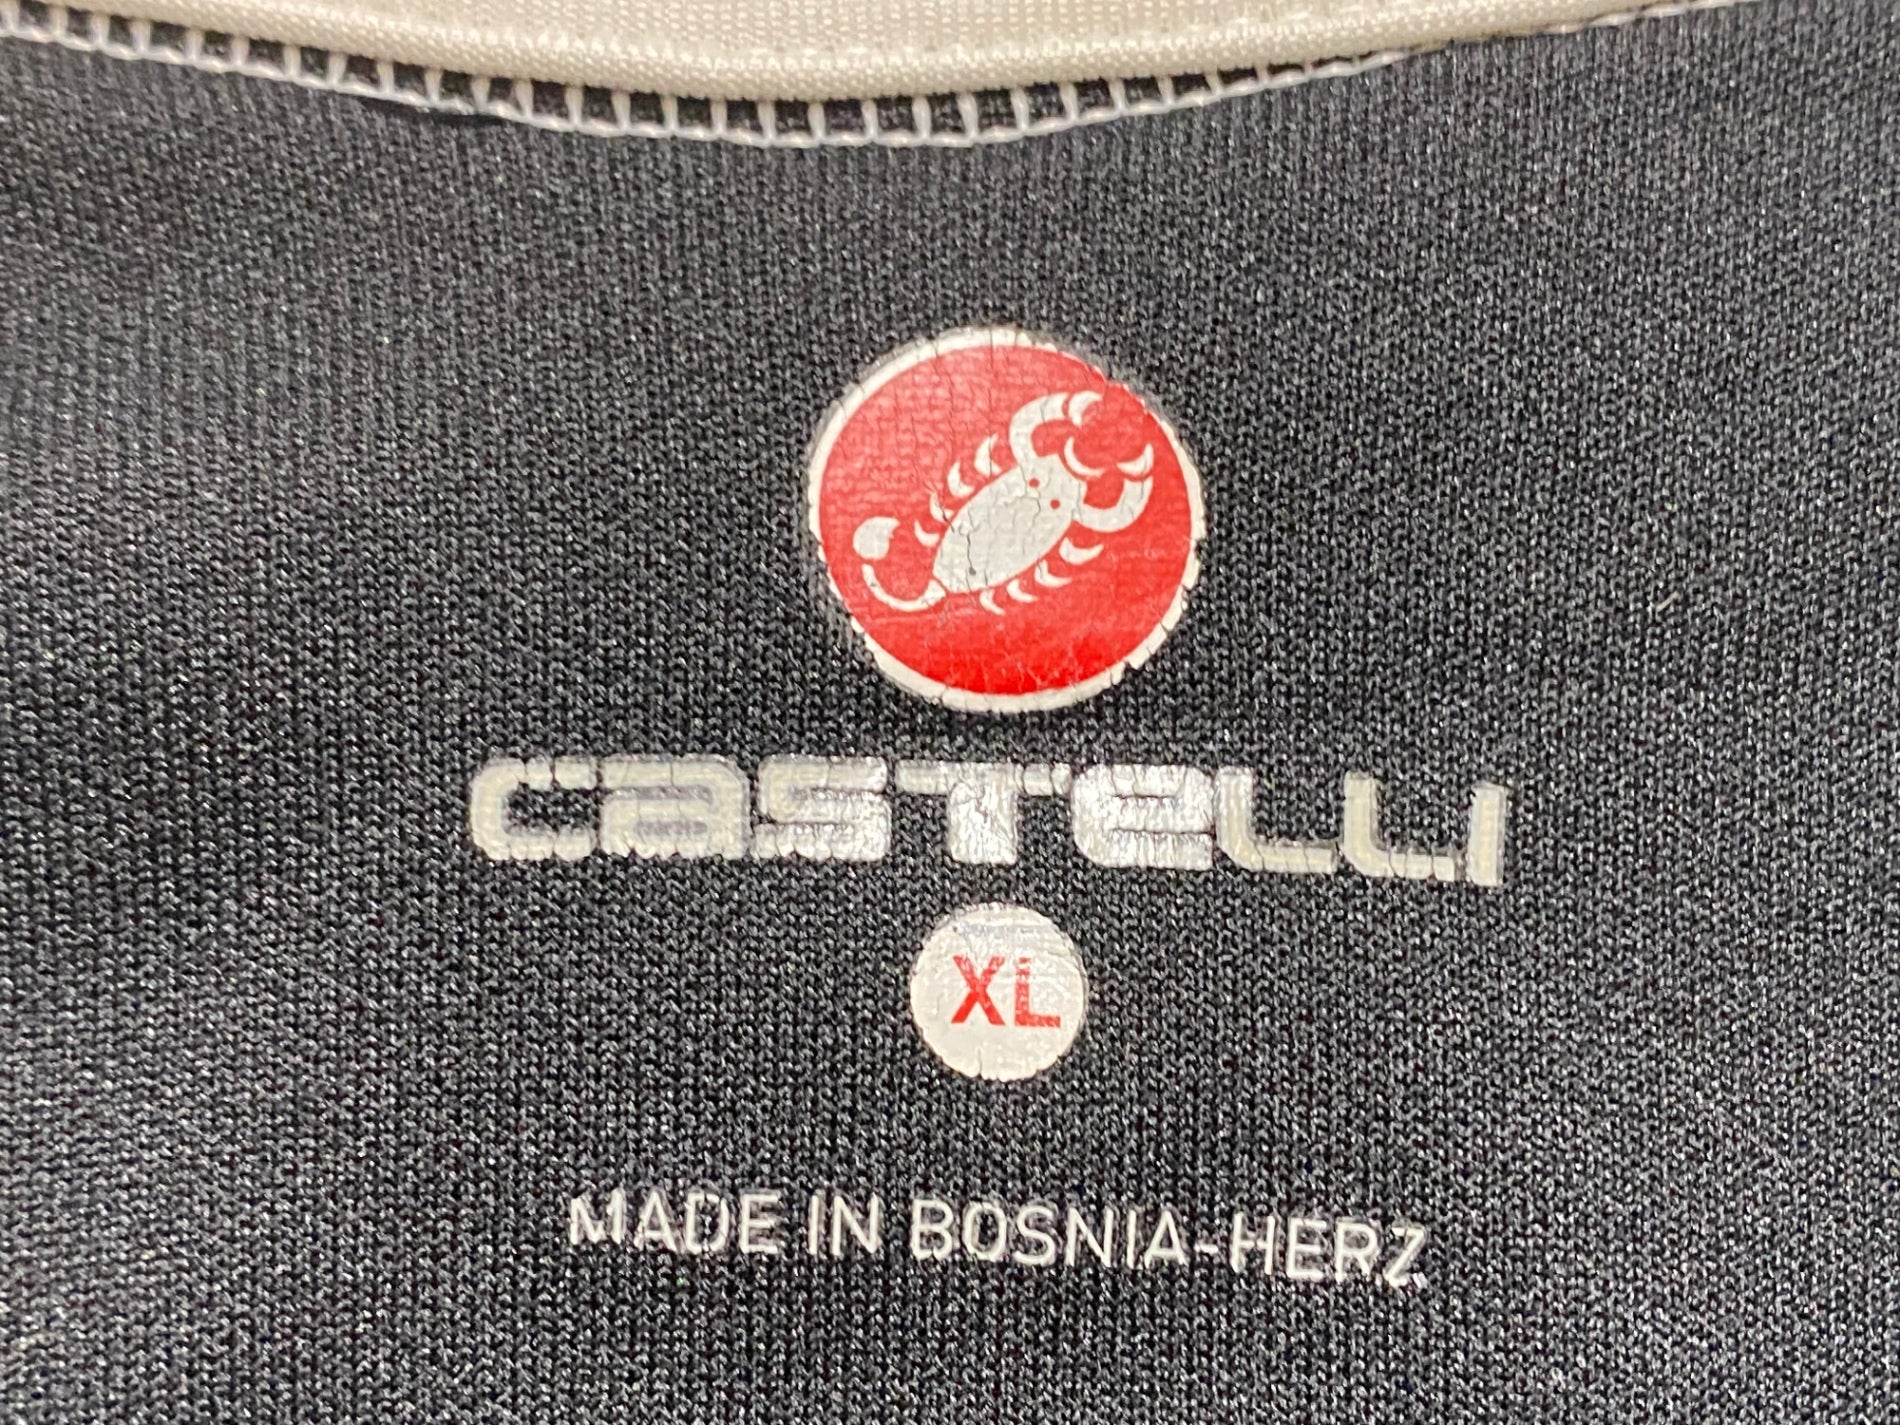 castelli
XL
MADE IN BOSNIA-HERZ